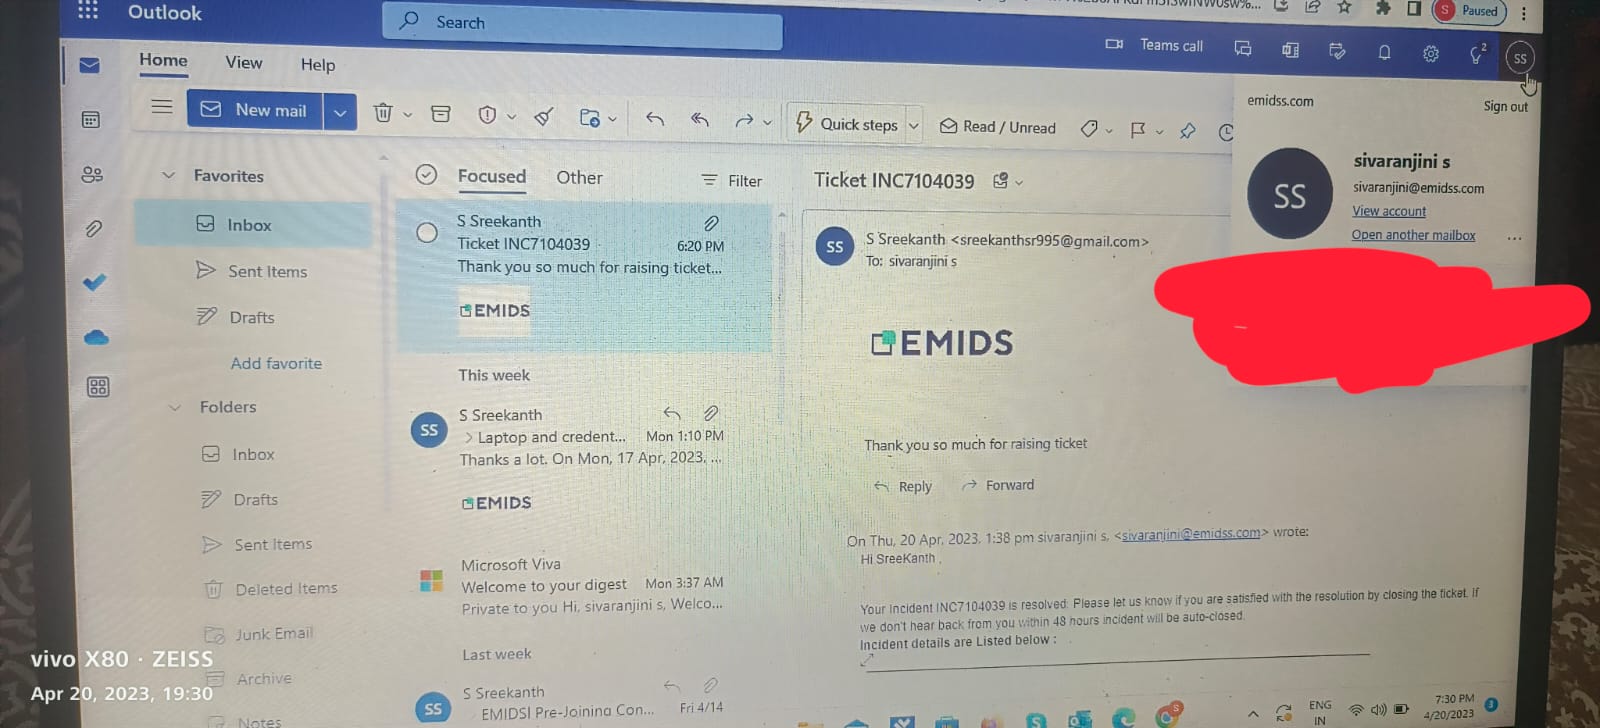 Outlook
Search
Paused
S
Teams call
2
SS
Home
View
Help
New mail
Quick steps
Read / Unread
emidss.com
Sign out
SS
sivaranjini s
sivaranjini@emidss.com
View account
Open another mailbox
...
Favorites
Inbox
Sent Items
Drafts
Add favorite
Folders
Inbox
Drafts
Sent Items
Deleted Items
Junk Email
Archive
Notes
Focused
Other
Filter
S Sreekanth
Ticket INC7104039
6:20 PM
Thank you so much for raising ticket...
EMIDS
This week
SS
S Sreekanth
> Laptop and credent...
Mon 1:10 PM
Thanks a lot. On Mon, 17 Apr, 2023, ...
EMIDS
Microsoft Viva
Welcome to your digest
Mon 3:37 AM
Private to you Hi, sivaranjini s, Welco...
Last week
SS
S Sreekanth
EMIDS| Pre-Joining Con...
Fri 4/14
Ticket INC7104039
SS
S Sreekanth <sreekanthsr995@gmail.com>
To: sivaranjini s
EMIDS
Thank you so much for raising ticket
Reply
Forward
On Thu, 20 Apr, 2023, 1:38 pm sivaranjini s, <sivaranjini@emidss.com> wrote:
Hi SreeKanth ,
Your Incident INC7104039 is resolved. Please let us know if you are satisfied with the resolution by closing the ticket. If
we don't hear back from you within 48 hours incident will be auto-closed.
Incident details are Listed below :
ENG
IN
7:30 PM
4/20/2023
3
vivo X80 · ZEISS
Apr 20, 2023, 19:30